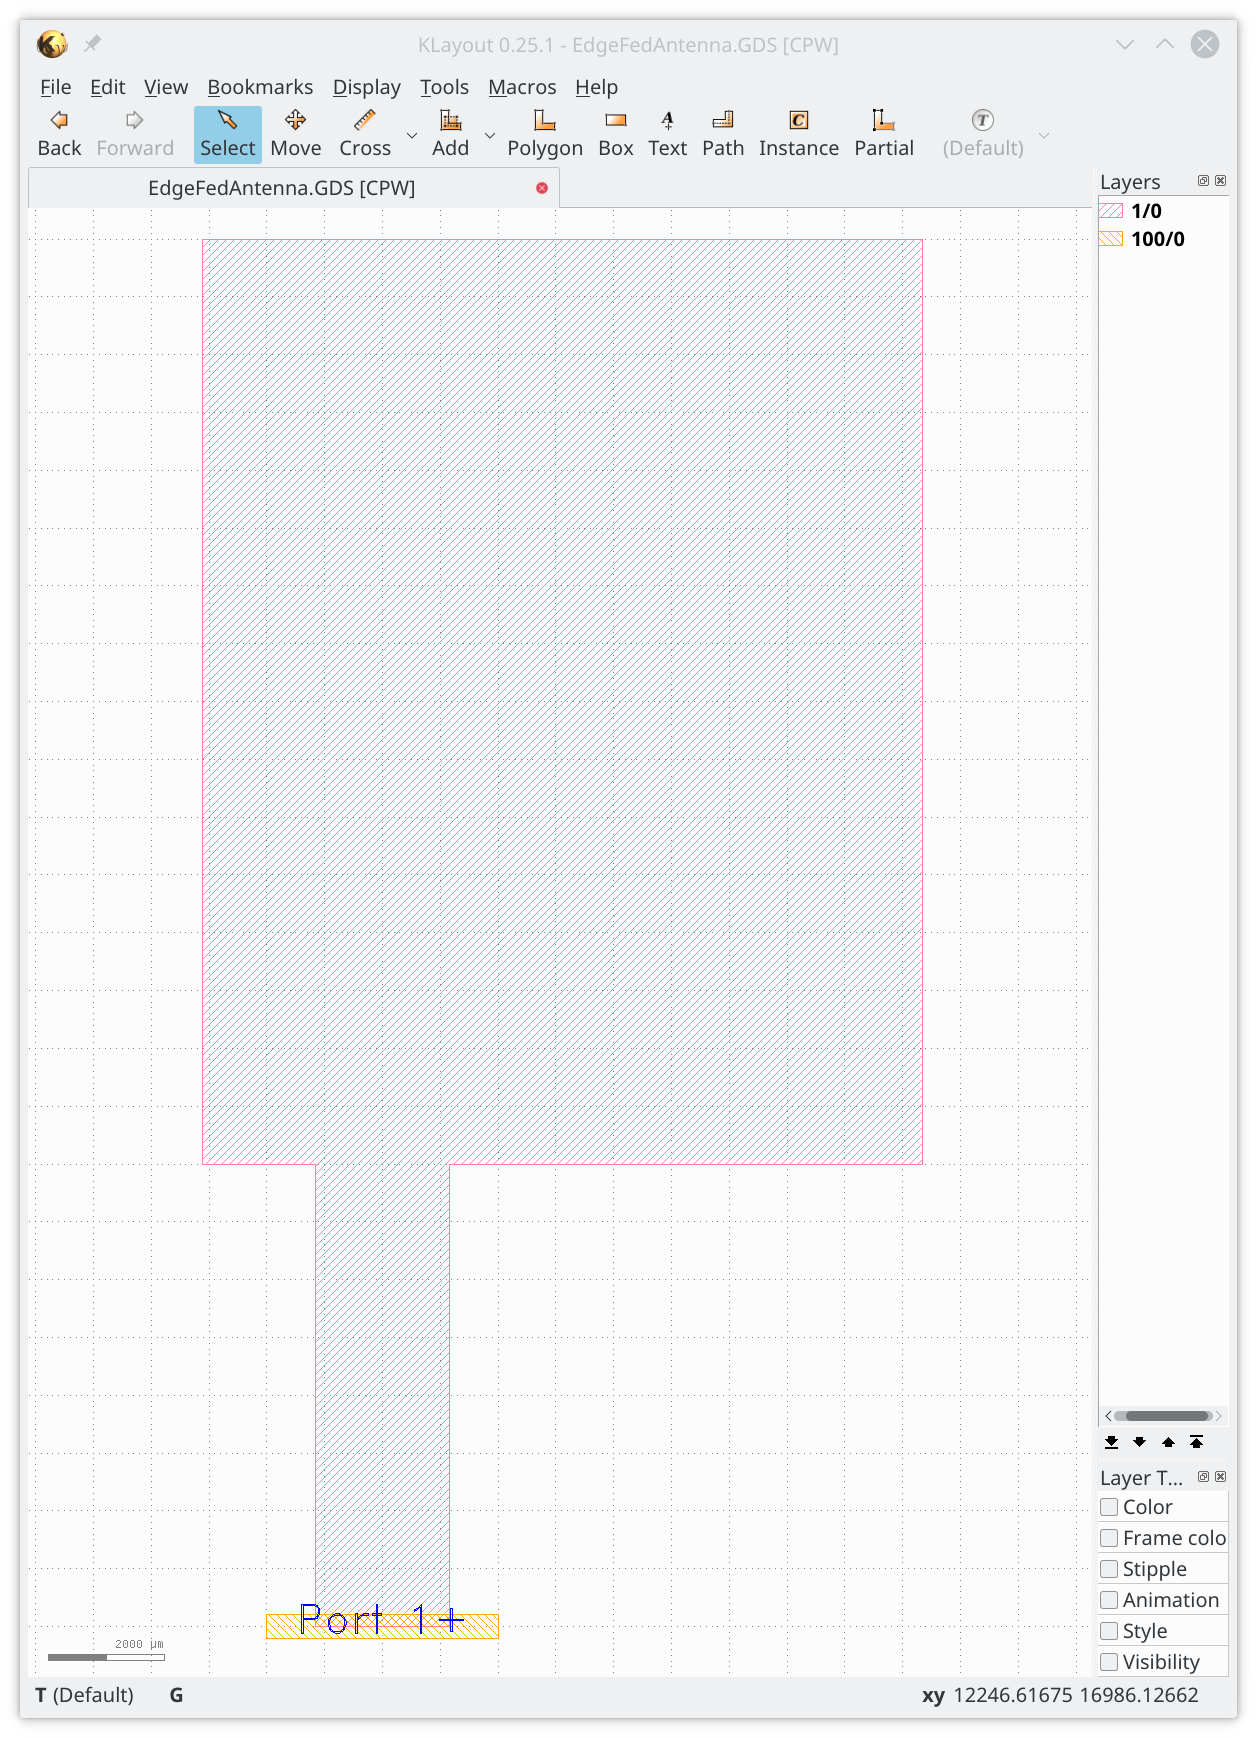 KLayout 0.25.1 - EdgeFedAntenna.GDS [CPW]
File Edit View Bookmarks Display Tools Macros Help
Back Forward Select Move Cross Add Polygon Box Text Path Instance Partial (Default)
EdgeFedAntenna.GDS [CPW]
Layers
1/0
100/0
Layer T...
Color
Frame colo
Stipple
Animation
Style
Visibility
Port 1+
2000 µm
T (Default) G xy 12246.61675 16986.12662